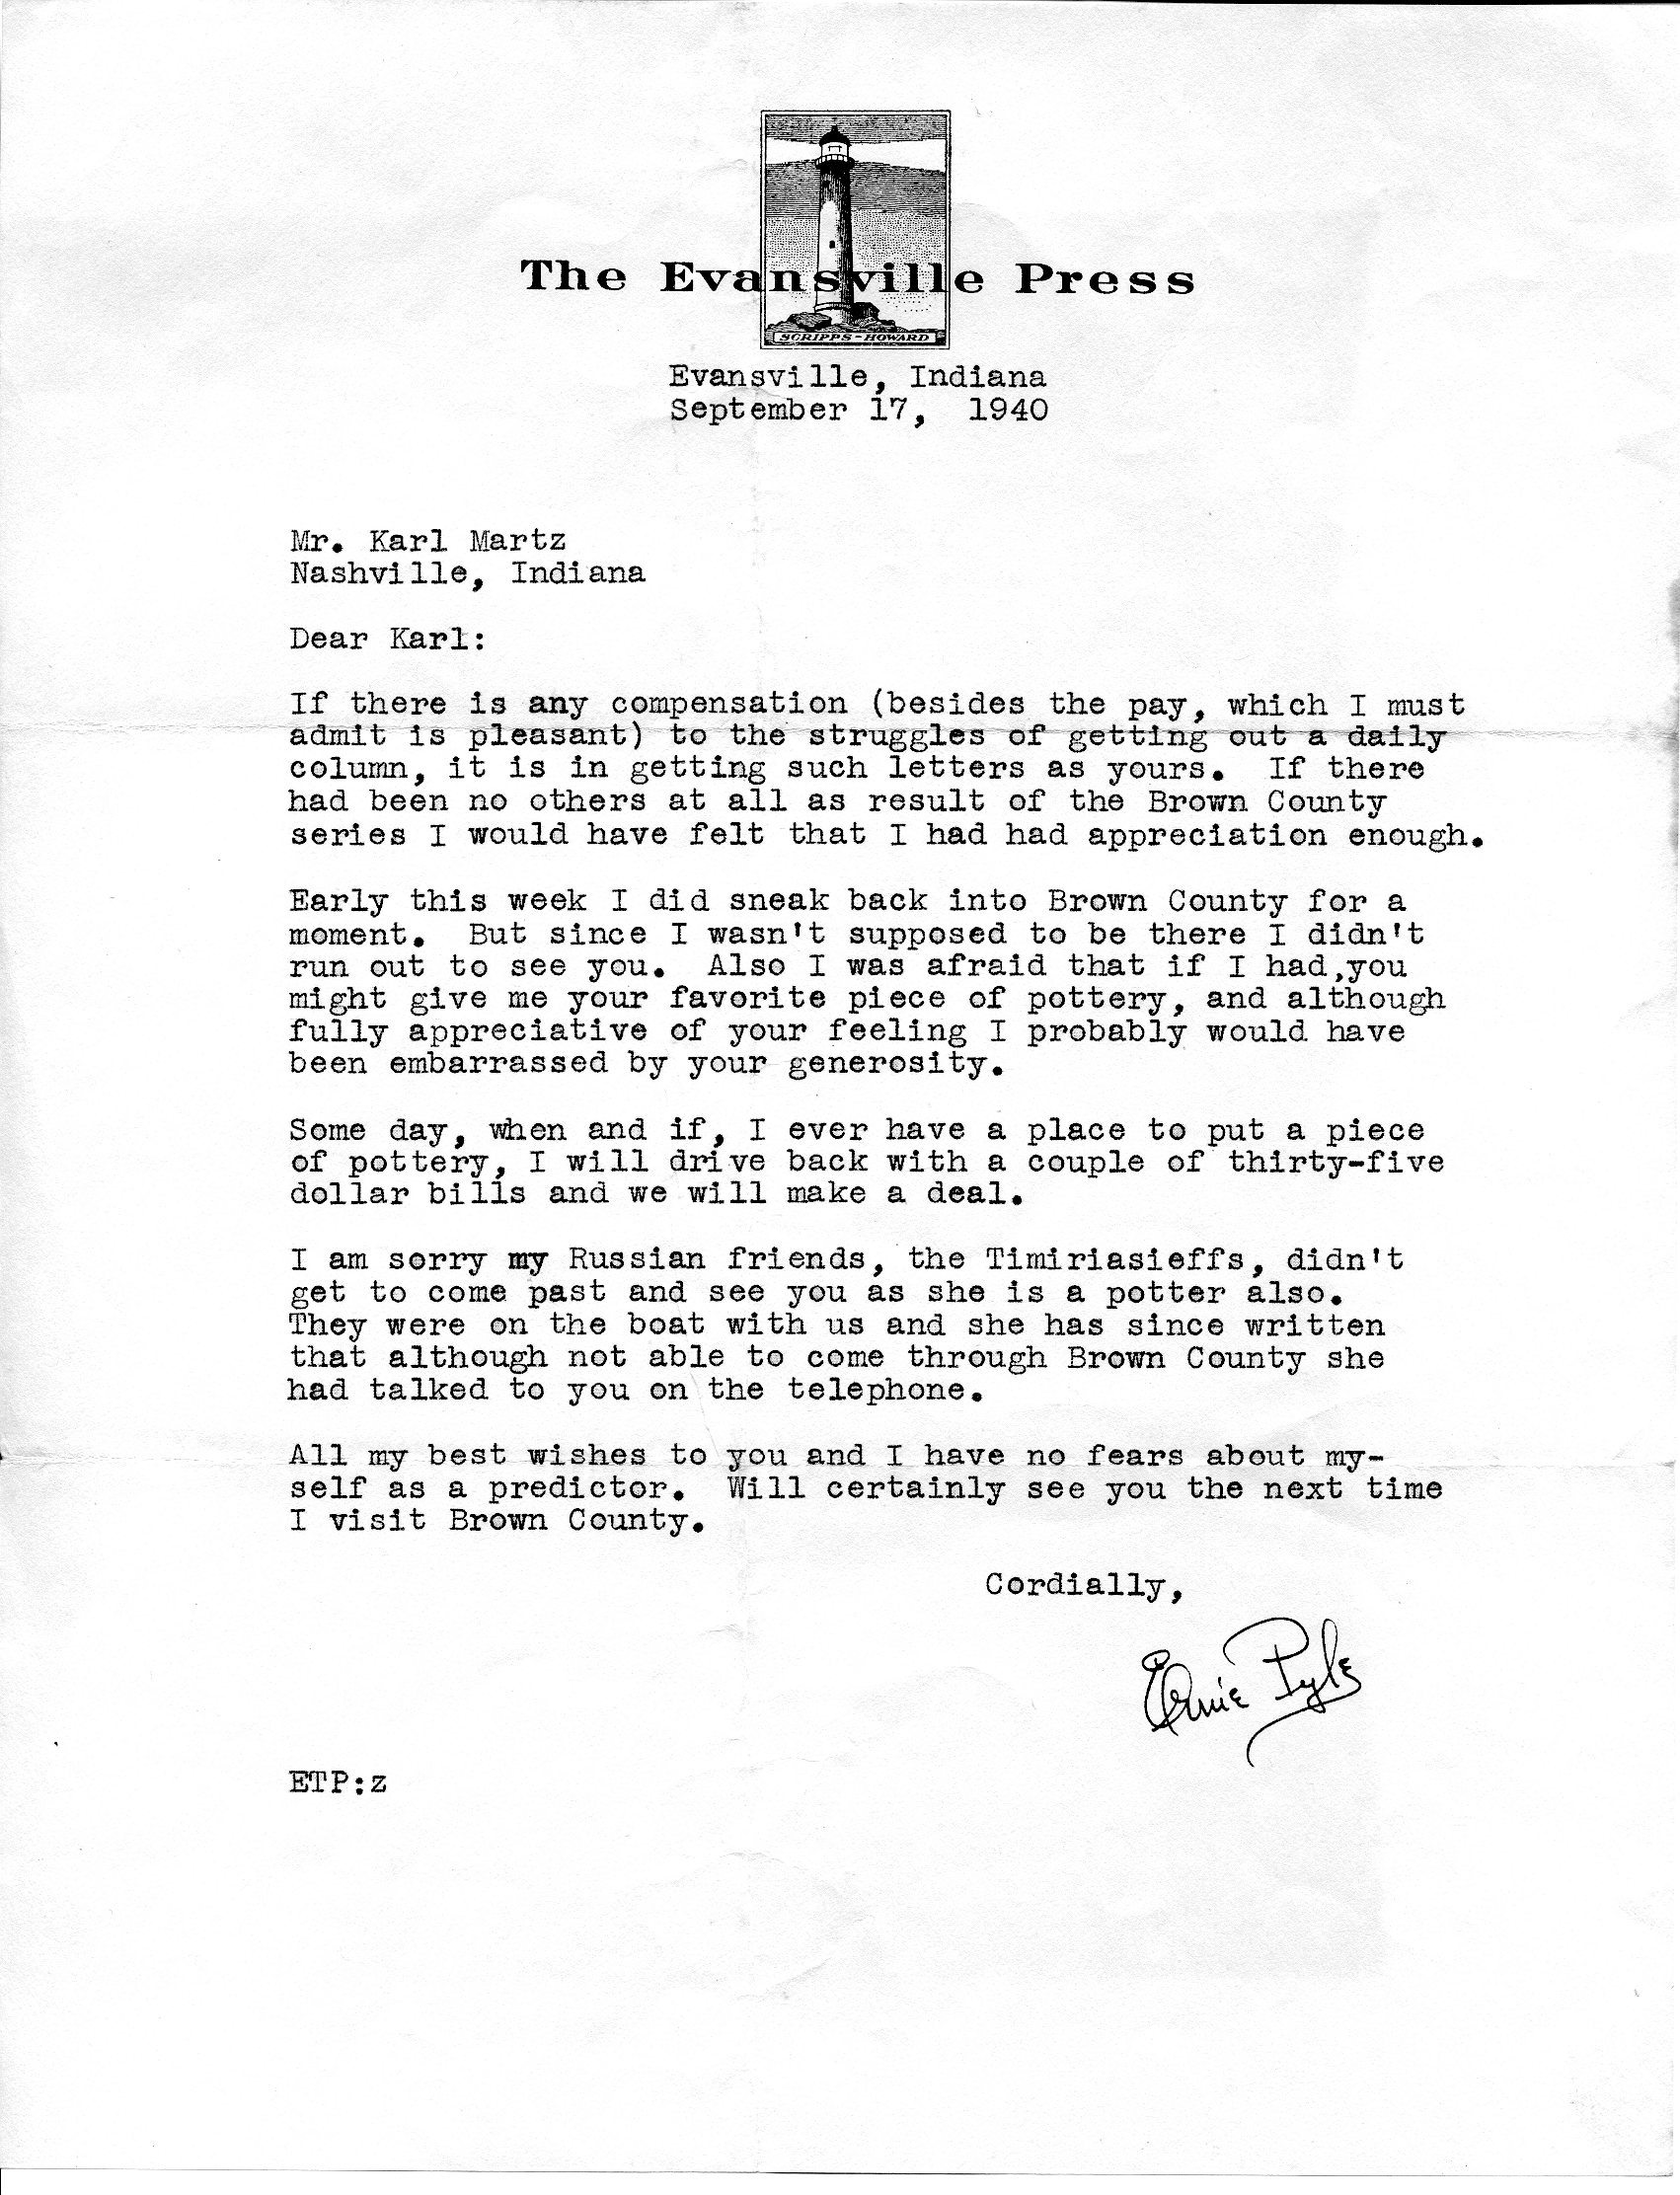 The Evansville Press
SCRIPPS-HOWARD
Evansville, Indiana
September 17, 1940
Mr. Karl Martz
Nashville, Indiana
Dear Karl:
If there is any compensation (besides the pay, which I must
admit is pleasant) to the struggles of getting out a daily
column, it is in getting such letters as yours. If there
had been no others at all as result of the Brown County
series I would have felt that I had had appreciation enough.
Early this week I did sneak back into Brown County for a
moment. But since I wasn't supposed to be there I didn't
run out to see you. Also I was afraid that if I had,you
might give me your favorite piece of pottery, and although
fully appreciative of your feeling I probably would have
been embarrassed by your generosity.
Some day, when and if, I ever have a place to put a piece
of pottery, I will drive back with a couple of thirty-five
dollar bills and we will make a deal.
I am sorry my Russian friends, the Timiriasieffs, didn't
get to come past and see you as she is a potter also.
They were on the boat with us and she has since written
that although not able to come through Brown County she
had talked to you on the telephone.
All my best wishes to you and I have no fears about my-
self as a predictor. Will certainly see you the next time
I visit Brown County.
Cordially,
Ernie Pyle
ETP:z